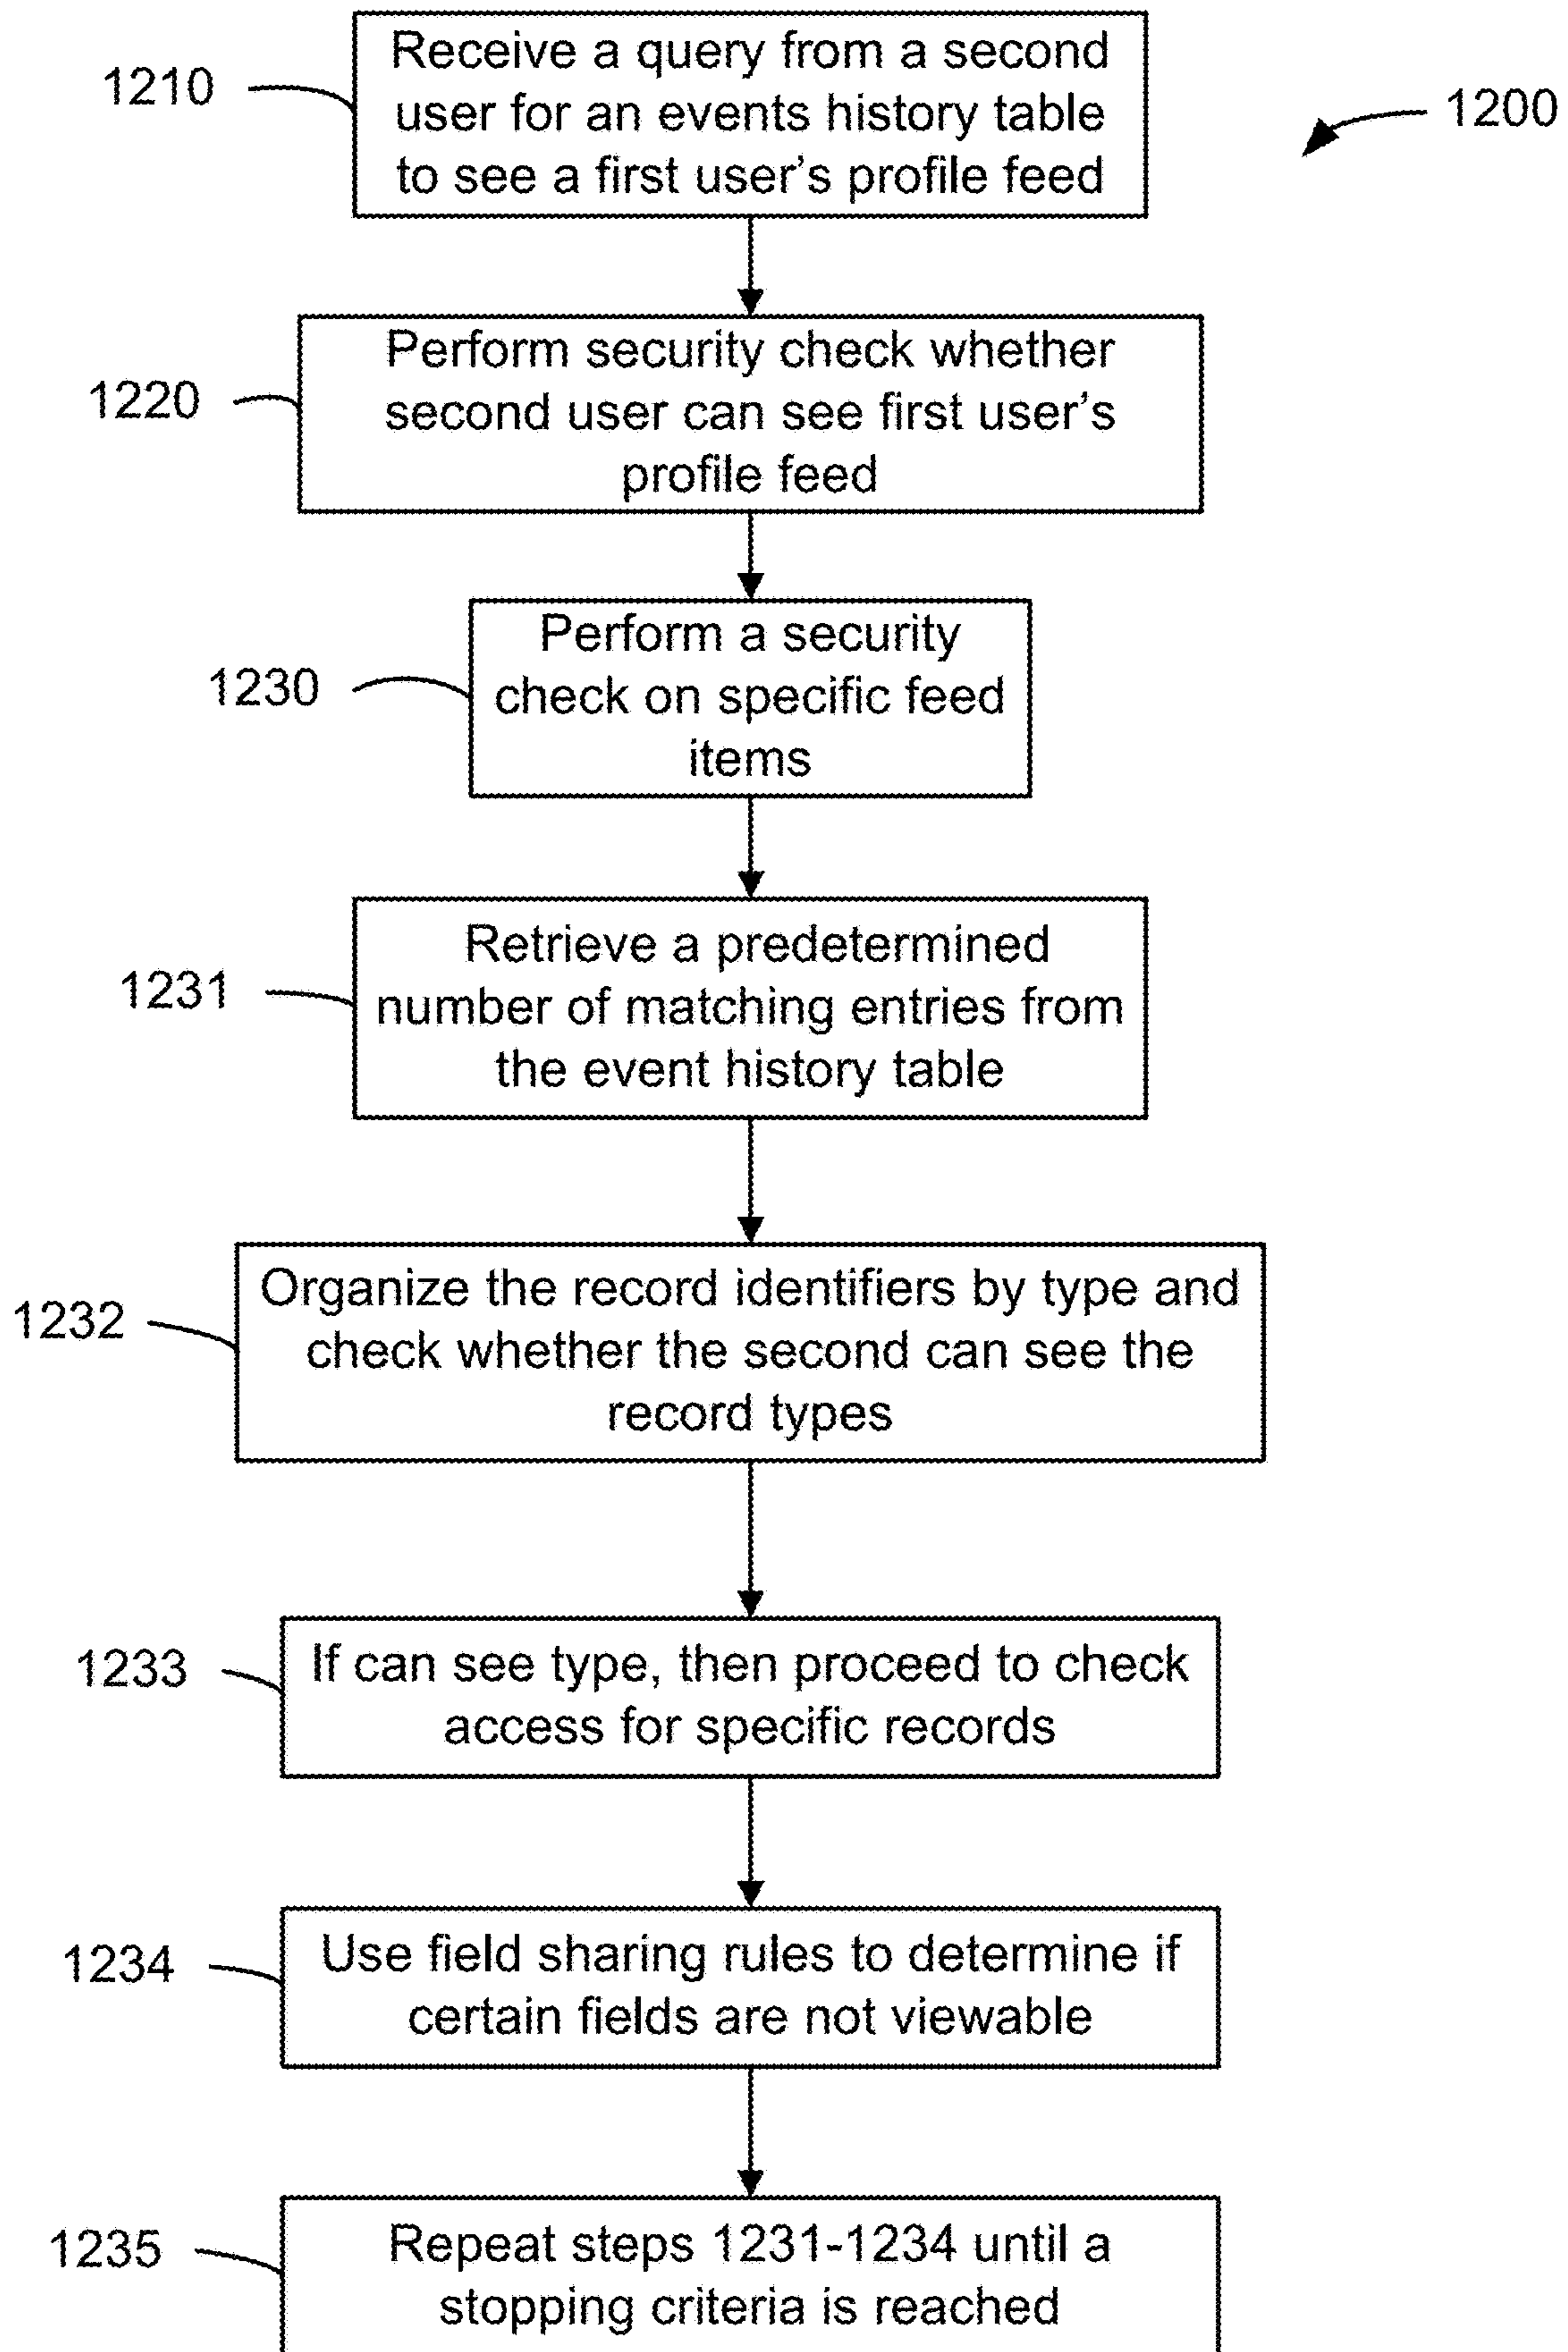 Receive a query from a second
user for an events history table
to see a first user's profile feed
1210
1200
Perform security check whether
second user can see first user's
profile feed
1220
Perform a security
check on specific feed
items
1230
Retrieve a predetermined
number of matching entries from
the event history table
1231
Organize the record identifiers by type and
check whether the second can see the
record types
1232
If can see type, then proceed to check
access for specific records
1233
Use field sharing rules to determine if
certain fields are not viewable
1234
Repeat steps 1231-1234 until a
stopping criteria is reached
1235